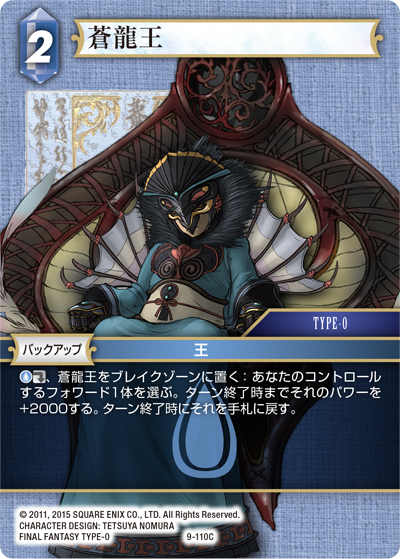 2
蒼龍王
TYPE-0
バックアップ
王
、蒼龍王をブレイクゾーンに置く：あなたのコントロール
するフォワード1体を選ぶ。ターン終了時までそれのパワーを
+2000する。ターン終了時にそれを手札に戻す。
© 2011, 2015 SQUARE ENIX CO., LTD. All Rights Reserved.
CHARACTER DESIGN: TETSUYA NOMURA
FINAL FANTASY TYPE-0
9-110C